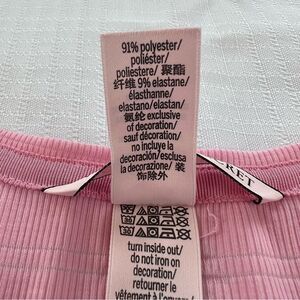 91% polyester/
poliéster/
poliestere/ 聚酯
纤维 9% elastane/
élasthanne/
elastano/elastan/
氨纶 exclusive
of decoration/
sauf décoration/
no incluye la
decoración/esclusa
la decorazione/ 装
饰除外
turn inside out/
do not iron on
decoration/
retourner le
vêtement à l'envers/